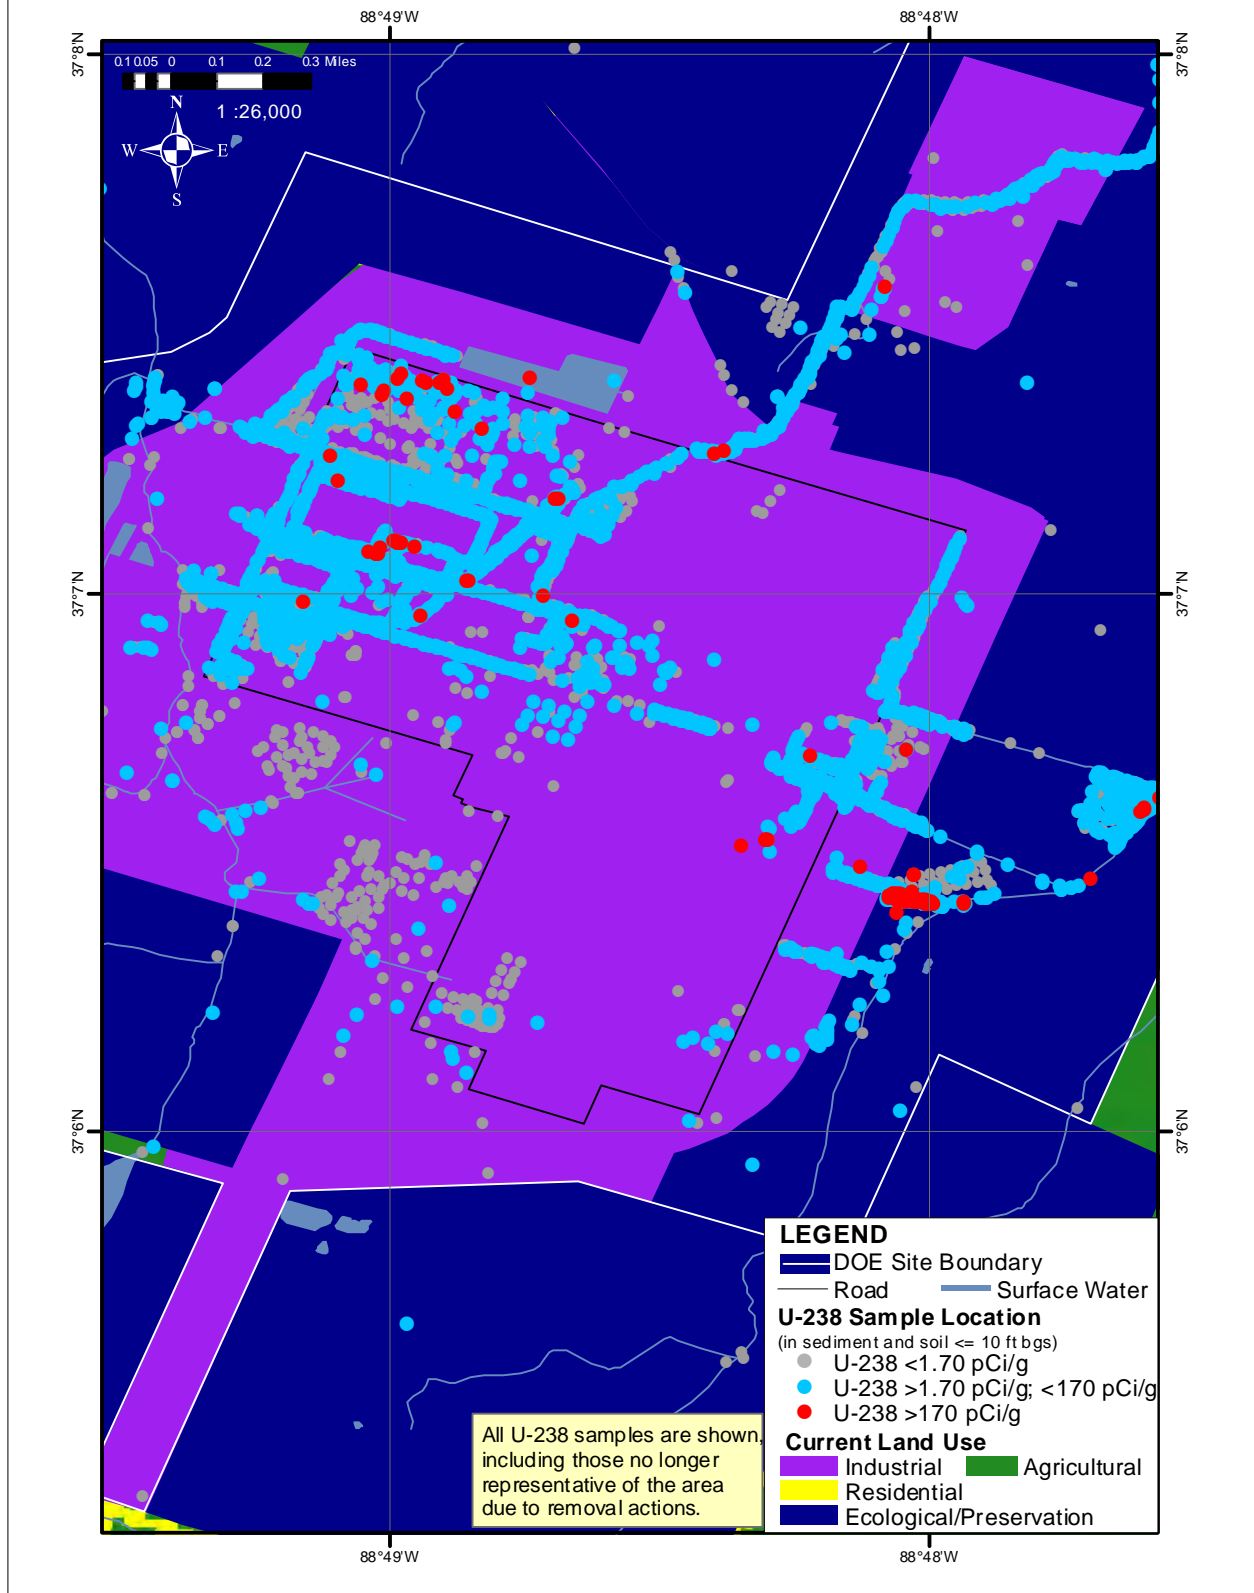 88°49'W 88°48'W
37°8'N 37°8'N
0.1 0.05 0 0.1 0.2 0.3 Miles
1 :26,000
N
W E
S
37°7'N 37°7'N
37°6'N 37°6'N
LEGEND
DOE Site Boundary
Road Surface Water
U-238 Sample Location
(in sediment and soil <= 10 ft bgs)
U-238 <1.70 pCi/g
U-238 >1.70 pCi/g; <170 pCi/g
U-238 >170 pCi/g
Current Land Use
Industrial Agricultural
Residential
Ecological/Preservation
All U-238 samples are shown,
including those no longer
representative of the area
due to removal actions.
88°49'W 88°48'W